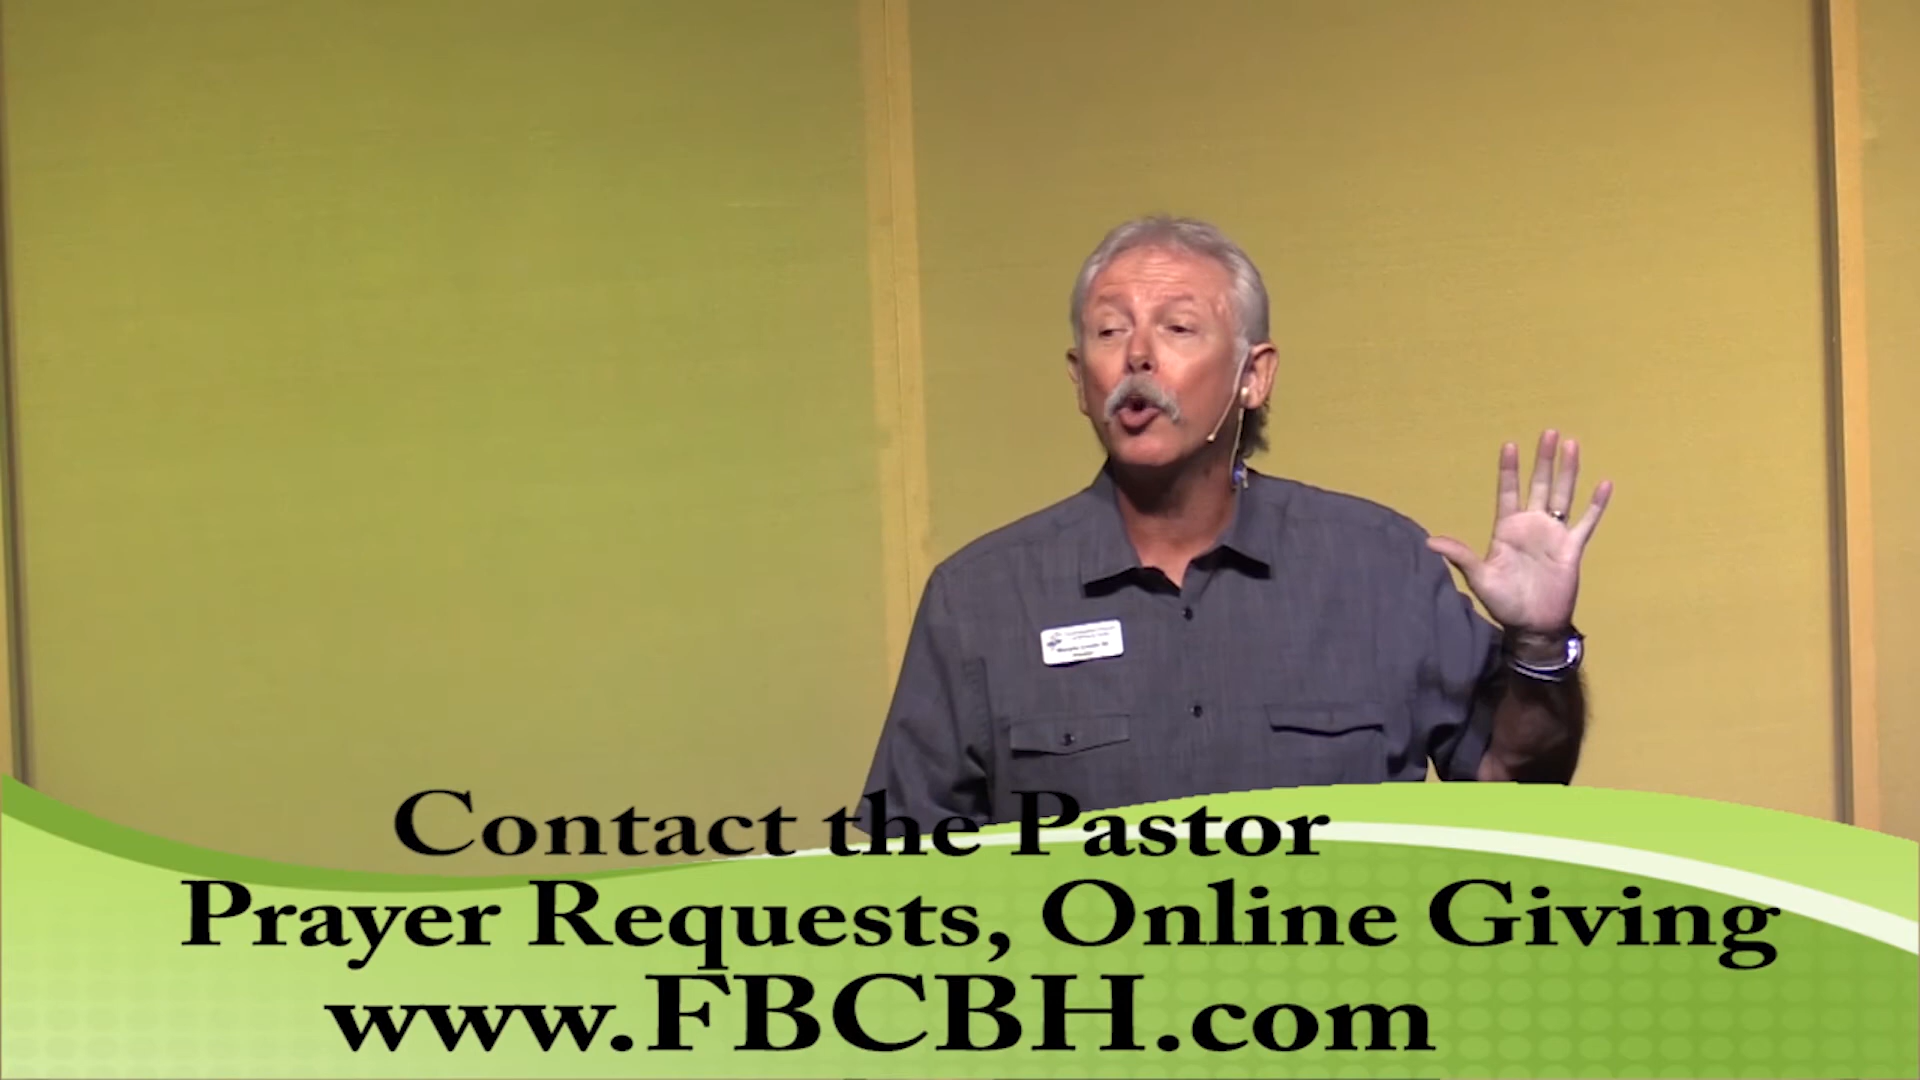 Contact the Pastor
Prayer Requests, Online Giving
www.FBCBH.com